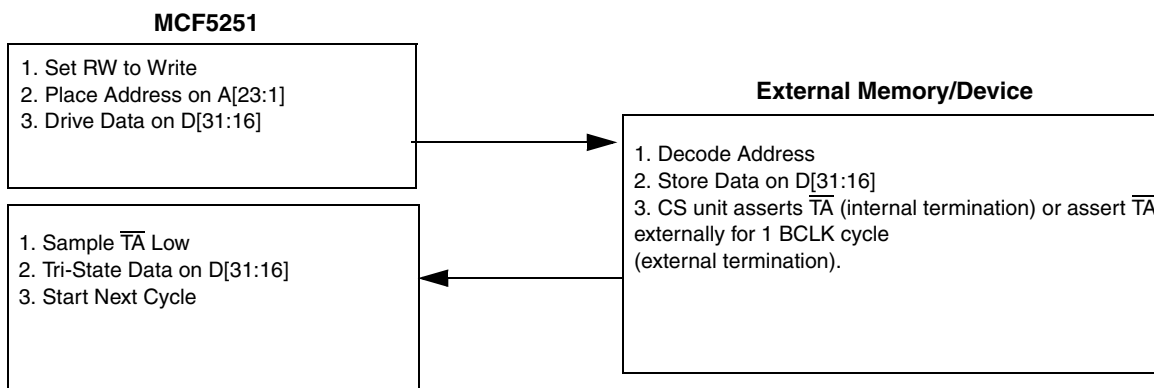 MCF5251
1. Set RW to Write
2. Place Address on A[23:1]
3. Drive Data on D[31:16]
External Memory/Device
1. Decode Address
2. Store Data on D[31:16]
3. CS unit asserts T̅A̅ (internal termination) or assert T̅A̅
externally for 1 BCLK cycle
(external termination).
1. Sample T̅A̅ Low
2. Tri-State Data on D[31:16]
3. Start Next Cycle